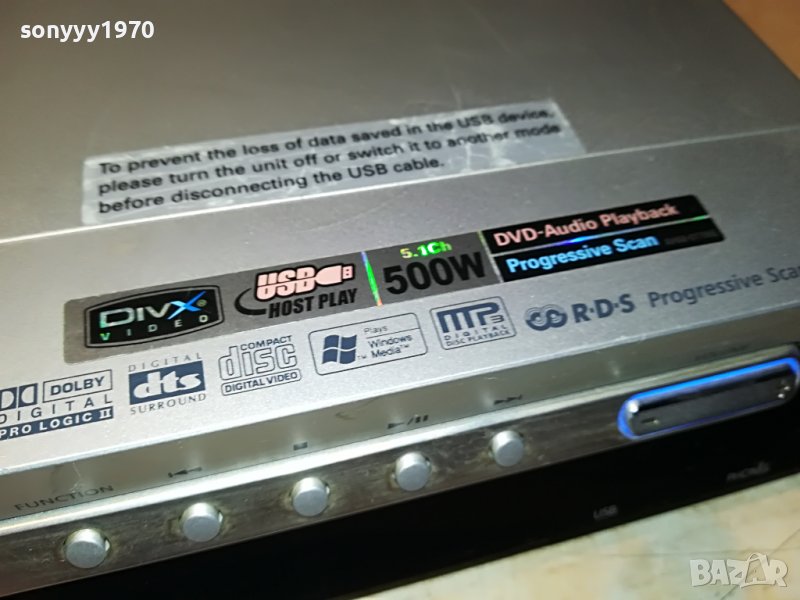 sonyyy1970
To prevent the loss of data saved in the USB device,
please turn the unit off or switch it to another mode
before disconnecting the USB cable.
DIVX VIDEO
USB HOST PLAY
5.1Ch
500W
DVD-Audio Playback
Progressive Scan
DOLBY
DIGITAL
PRO LOGIC II
DIGITAL
dts
SURROUND
COMPACT
disc
DIGITAL VIDEO
Plays
Windows
Media™
MP3
DIGITAL
DISC PLAYBACK
R·D·S
Progressive Scan
FUNCTION
USB
PHONES
BAZAR